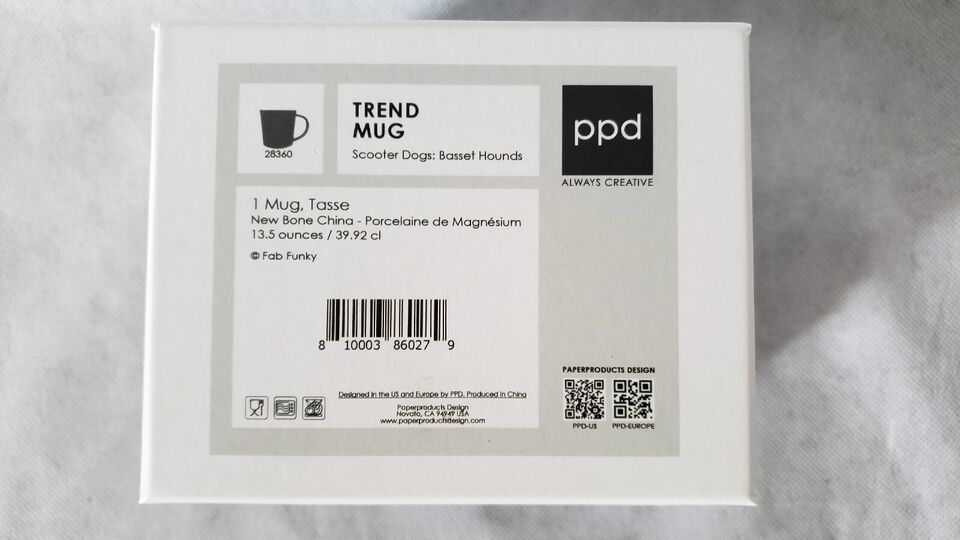 28360
TREND
MUG
Scooter Dogs: Basset Hounds
ppd
ALWAYS CREATIVE
1 Mug, Tasse
New Bone China - Porcelaine de Magnésium
13.5 ounces / 39.92 cl
© Fab Funky
8 10003 86027 9
Designed in the US and Europe by PPD. Produced in China
Paperproducts Design
Novato, CA 94949 USA
www.paperproductsdesign.com
PAPERPRODUCTS DESIGN
PPD-US PPD-EUROPE